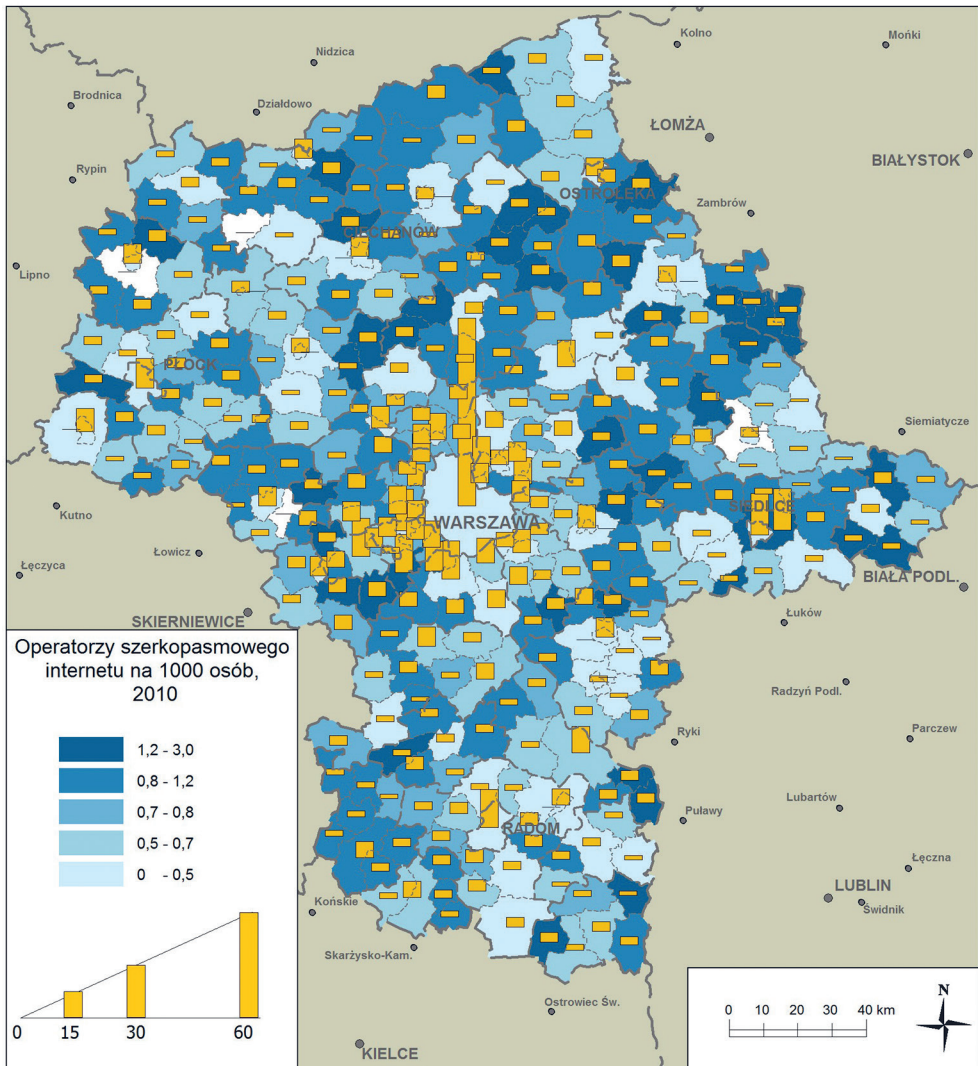 Kolno
Mońki
Nidzica
Brodnica
Działdowo
ŁOMŻA
BIAŁYSTOK
Rypin
OSTROŁĘKA
Zambrów
CIECHANÓW
Lipno
PŁOCK
Siemiatycze
Kutno
SIEDLCE
WARSZAWA
Łowicz
Łęczyca
BIAŁA PODL.
SKIERNIEWICE
Łuków
Radzyń Podl.
Ryki
Parczew
Puławy
Lubartów
RADOM
Łęczna
LUBLIN
Świdnik
Końskie
Skarżysko-Kam.
Ostrowiec Św.
KIELCE
Operatorzy szerkopasmowego
internetu na 1000 osób,
2010
1,2 - 3,0
0,8 - 1,2
0,7 - 0,8
0,5 - 0,7
0 - 0,5
0 15 30 60
0 10 20 30 40 km
N